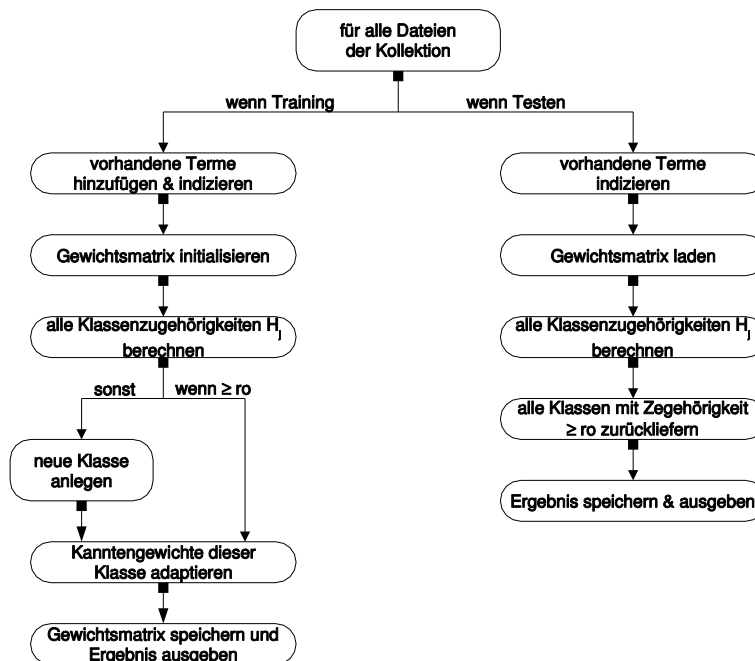 für alle Dateien
der Kollektion
wenn Training
wenn Testen
vorhandene Terme
hinzufügen & indizieren
Gewichtsmatrix initialisieren
alle Klassenzugehörigkeiten Hj
berechnen
sonst
wenn ≥ ro
neue Klasse
anlegen
Kanntengewichte dieser
Klasse adaptieren
Gewichtsmatrix speichern und
Ergebnis ausgeben
vorhandene Terme
indizieren
Gewichtsmatrix laden
alle Klassenzugehörigkeiten Hj
berechnen
alle Klassen mit Zegehörigkeit
≥ ro zurückliefern
Ergebnis speichern & ausgeben